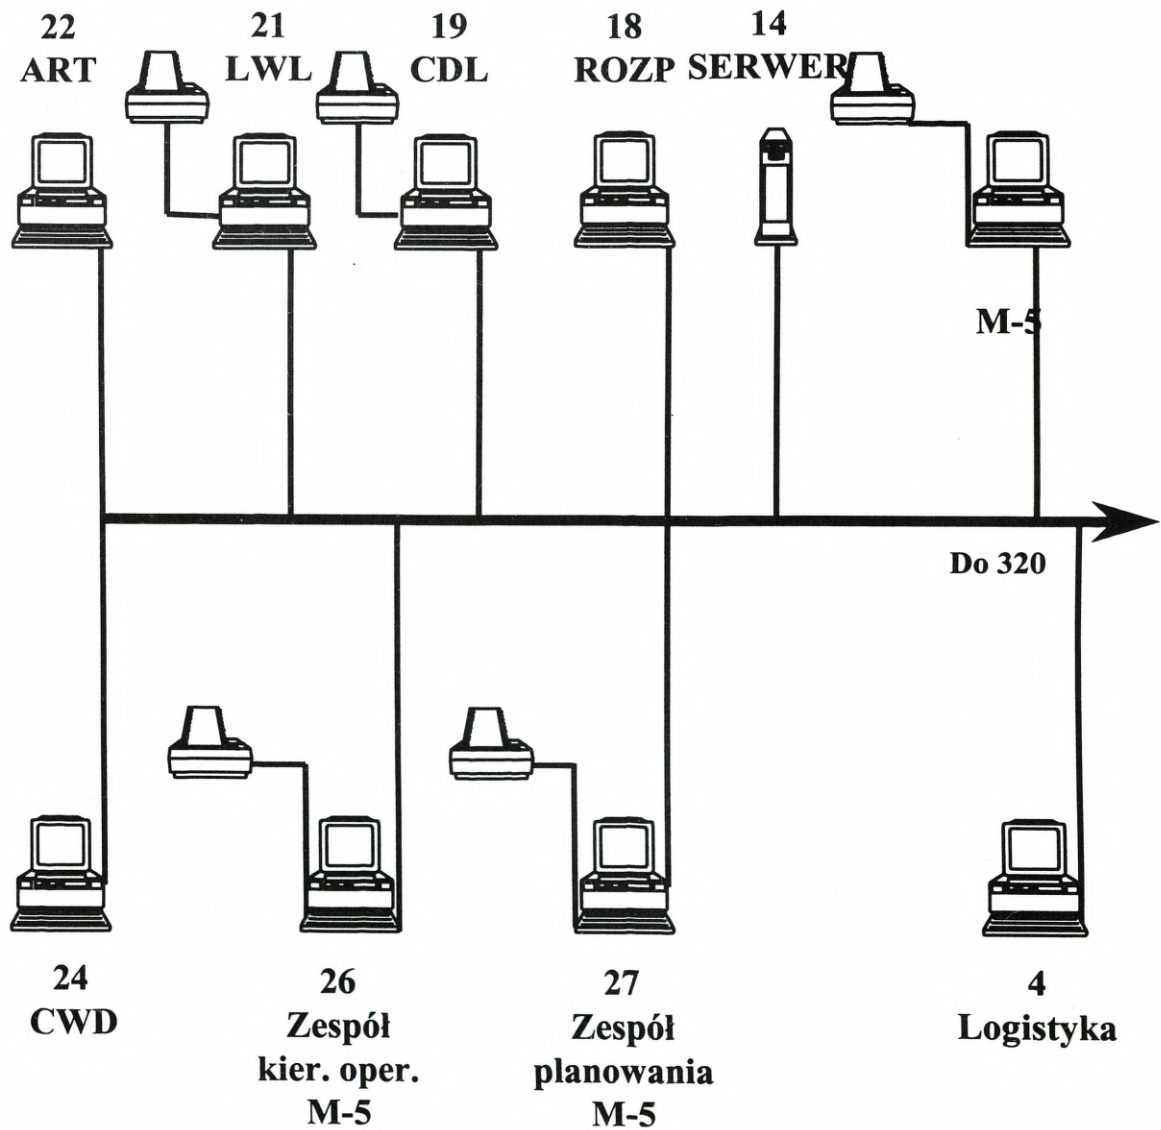 22
ART
21
LWL
19
CDL
18
ROZP
14
SERWER
M-5
Do 320
24
CWD
26
Zespół
kier. oper.
M-5
27
Zespół
planowania
M-5
4
Logistyka